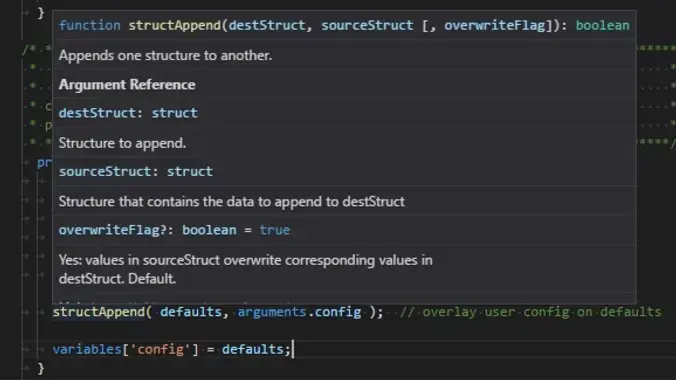 }
function structAppend(destStruct, sourceStruct [, overwriteFlag]): boolean
/* *
Appends one structure to another.
*
*
Argument Reference
* c
destStruct: struct
* p
* *
****/
Structure to append.
pr
sourceStruct: struct
Structure that contains the data to append to destStruct
overwriteFlag?: boolean = true
Yes: values in sourceStruct overwrite corresponding values in
destStruct. Default.
structAppend( defaults, arguments.config ); // overlay user config on defaults
variables['config'] = defaults;
}